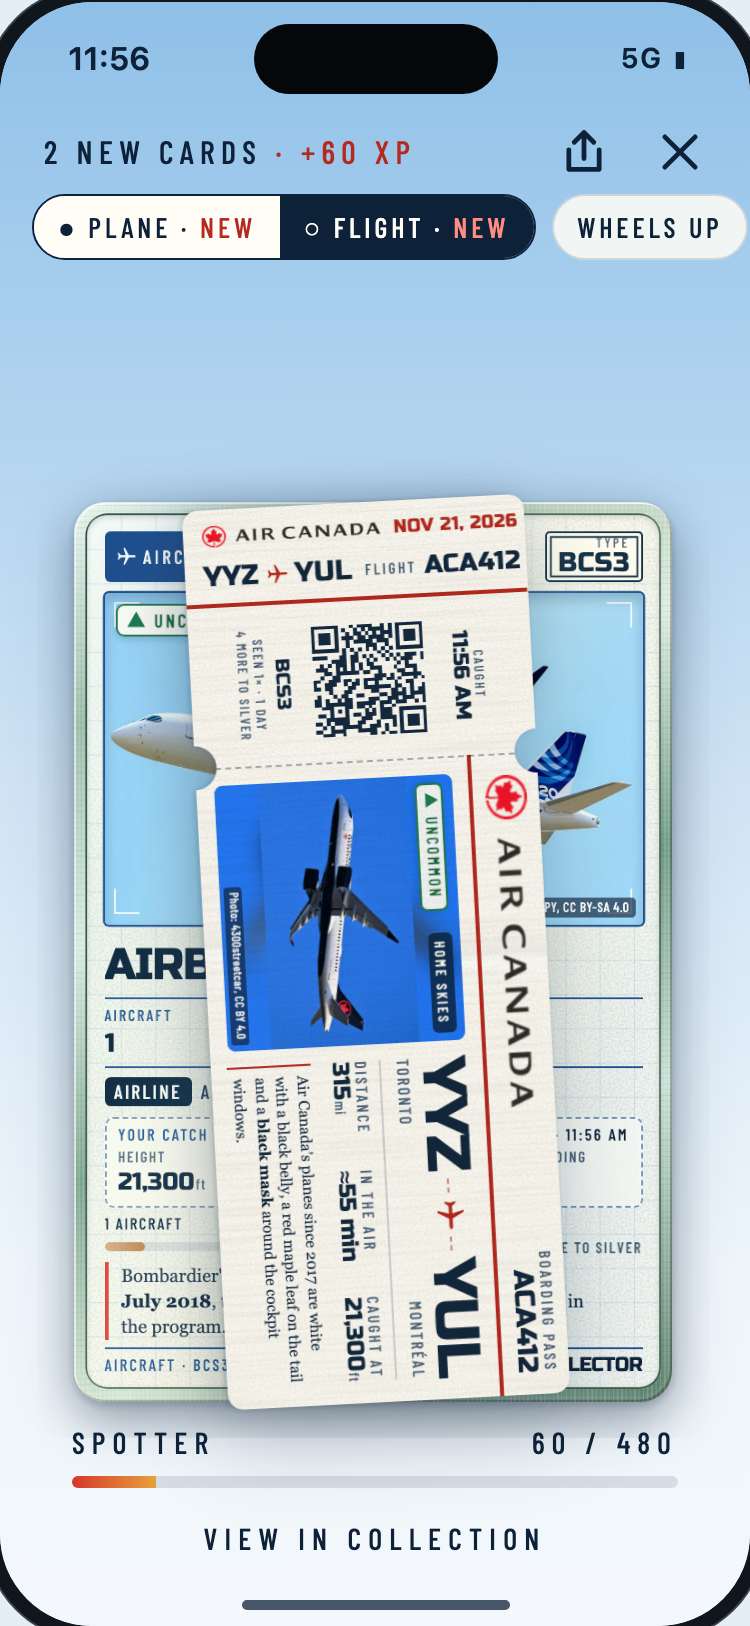 11:56
5G
2 NEW CARDS · +60 XP
PLANE · NEW
FLIGHT · NEW
WHEELS UP
TYPE
BCS3
AIR CANADA NOV 21, 2026
YYZ YUL FLIGHT ACA412
CAUGHT
11:56 AM
BCS3
SEEN 1× · 1 DAY
4 MORE TO SILVER
AIR CANADA
BOARDING PASS
ACA412
UNCOMMON
HOME SKIES
Photo: 4300streetcar, CC BY 4.0
YYZ YUL
TORONTO MONTRÉAL
DISTANCE
315mi
IN THE AIR
≈55 min
CAUGHT AT
21,300ft
Air Canada's planes since 2017 are white
with a black belly, a red maple leaf on the tail
and a black mask around the cockpit
windows.
CC BY-SA 4.0
AIRCRAFT
1
AIRLINE
YOUR CATCH
11:56 AM
HEIGHT
21,300ft
1 AIRCRAFT
TO SILVER
Bombardier'
July 2018,
in
the program.
AIRCRAFT · BCS3
SPOTTER
60 / 480
VIEW IN COLLECTION